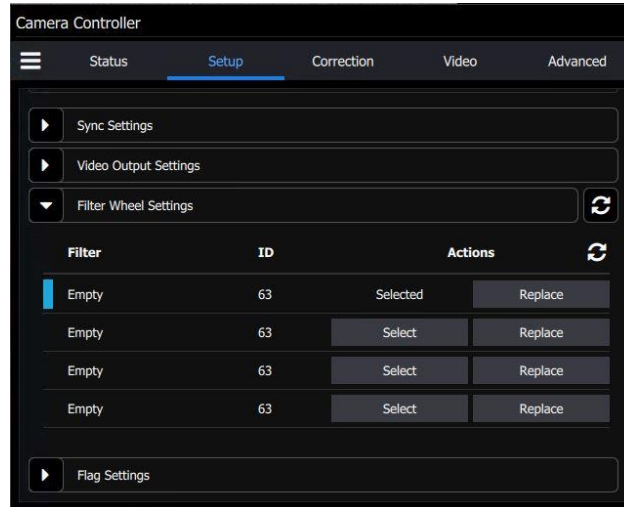 Camera Controller
Status Setup Correction Video Advanced
Sync Settings
Video Output Settings
Filter Wheel Settings
Filter ID Actions
Empty 63 Selected Replace
Empty 63 Select Replace
Empty 63 Select Replace
Empty 63 Select Replace
Flag Settings